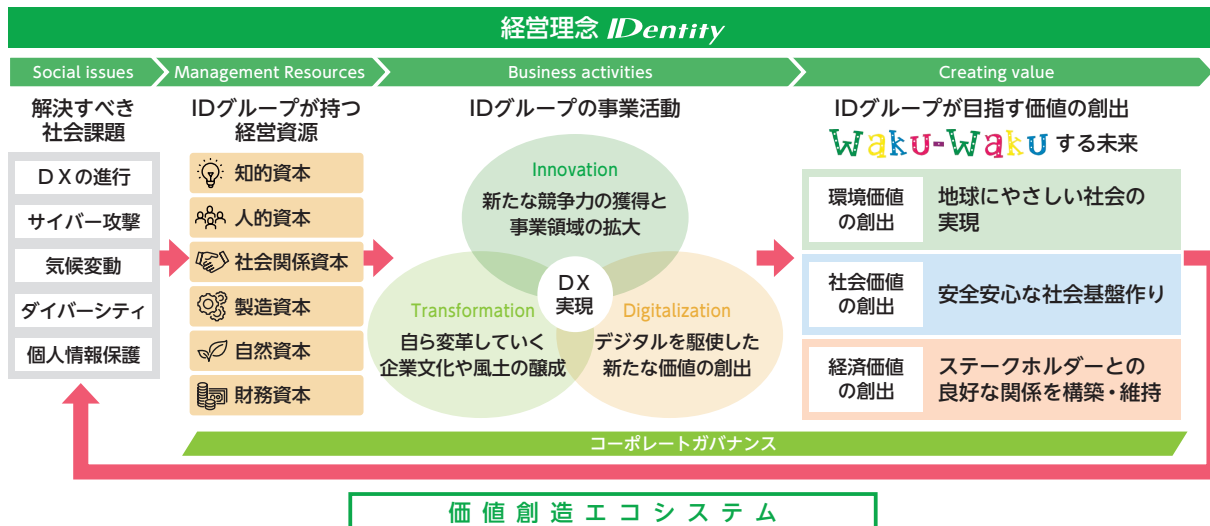 経営理念 IDentity
Social issues
Management Resources
Business activities
Creating value
解決すべき
社会課題
DXの進行
サイバー攻撃
気候変動
ダイバーシティ
個人情報保護
IDグループが持つ
経営資源
知的資本
人的資本
社会関係資本
製造資本
自然資本
財務資本
IDグループの事業活動
Innovation
新たな競争力の獲得と
事業領域の拡大
DX
実現
Transformation
自ら変革していく
企業文化や風土の醸成
Digitalization
デジタルを駆使した
新たな価値の創出
IDグループが目指す価値の創出
Waku-Waku する未来
環境価値
の創出
地球にやさしい社会の
実現
社会価値
の創出
安全安心な社会基盤作り
経済価値
の創出
ステークホルダーとの
良好な関係を構築・維持
コーポレートガバナンス
価値創造エコシステム